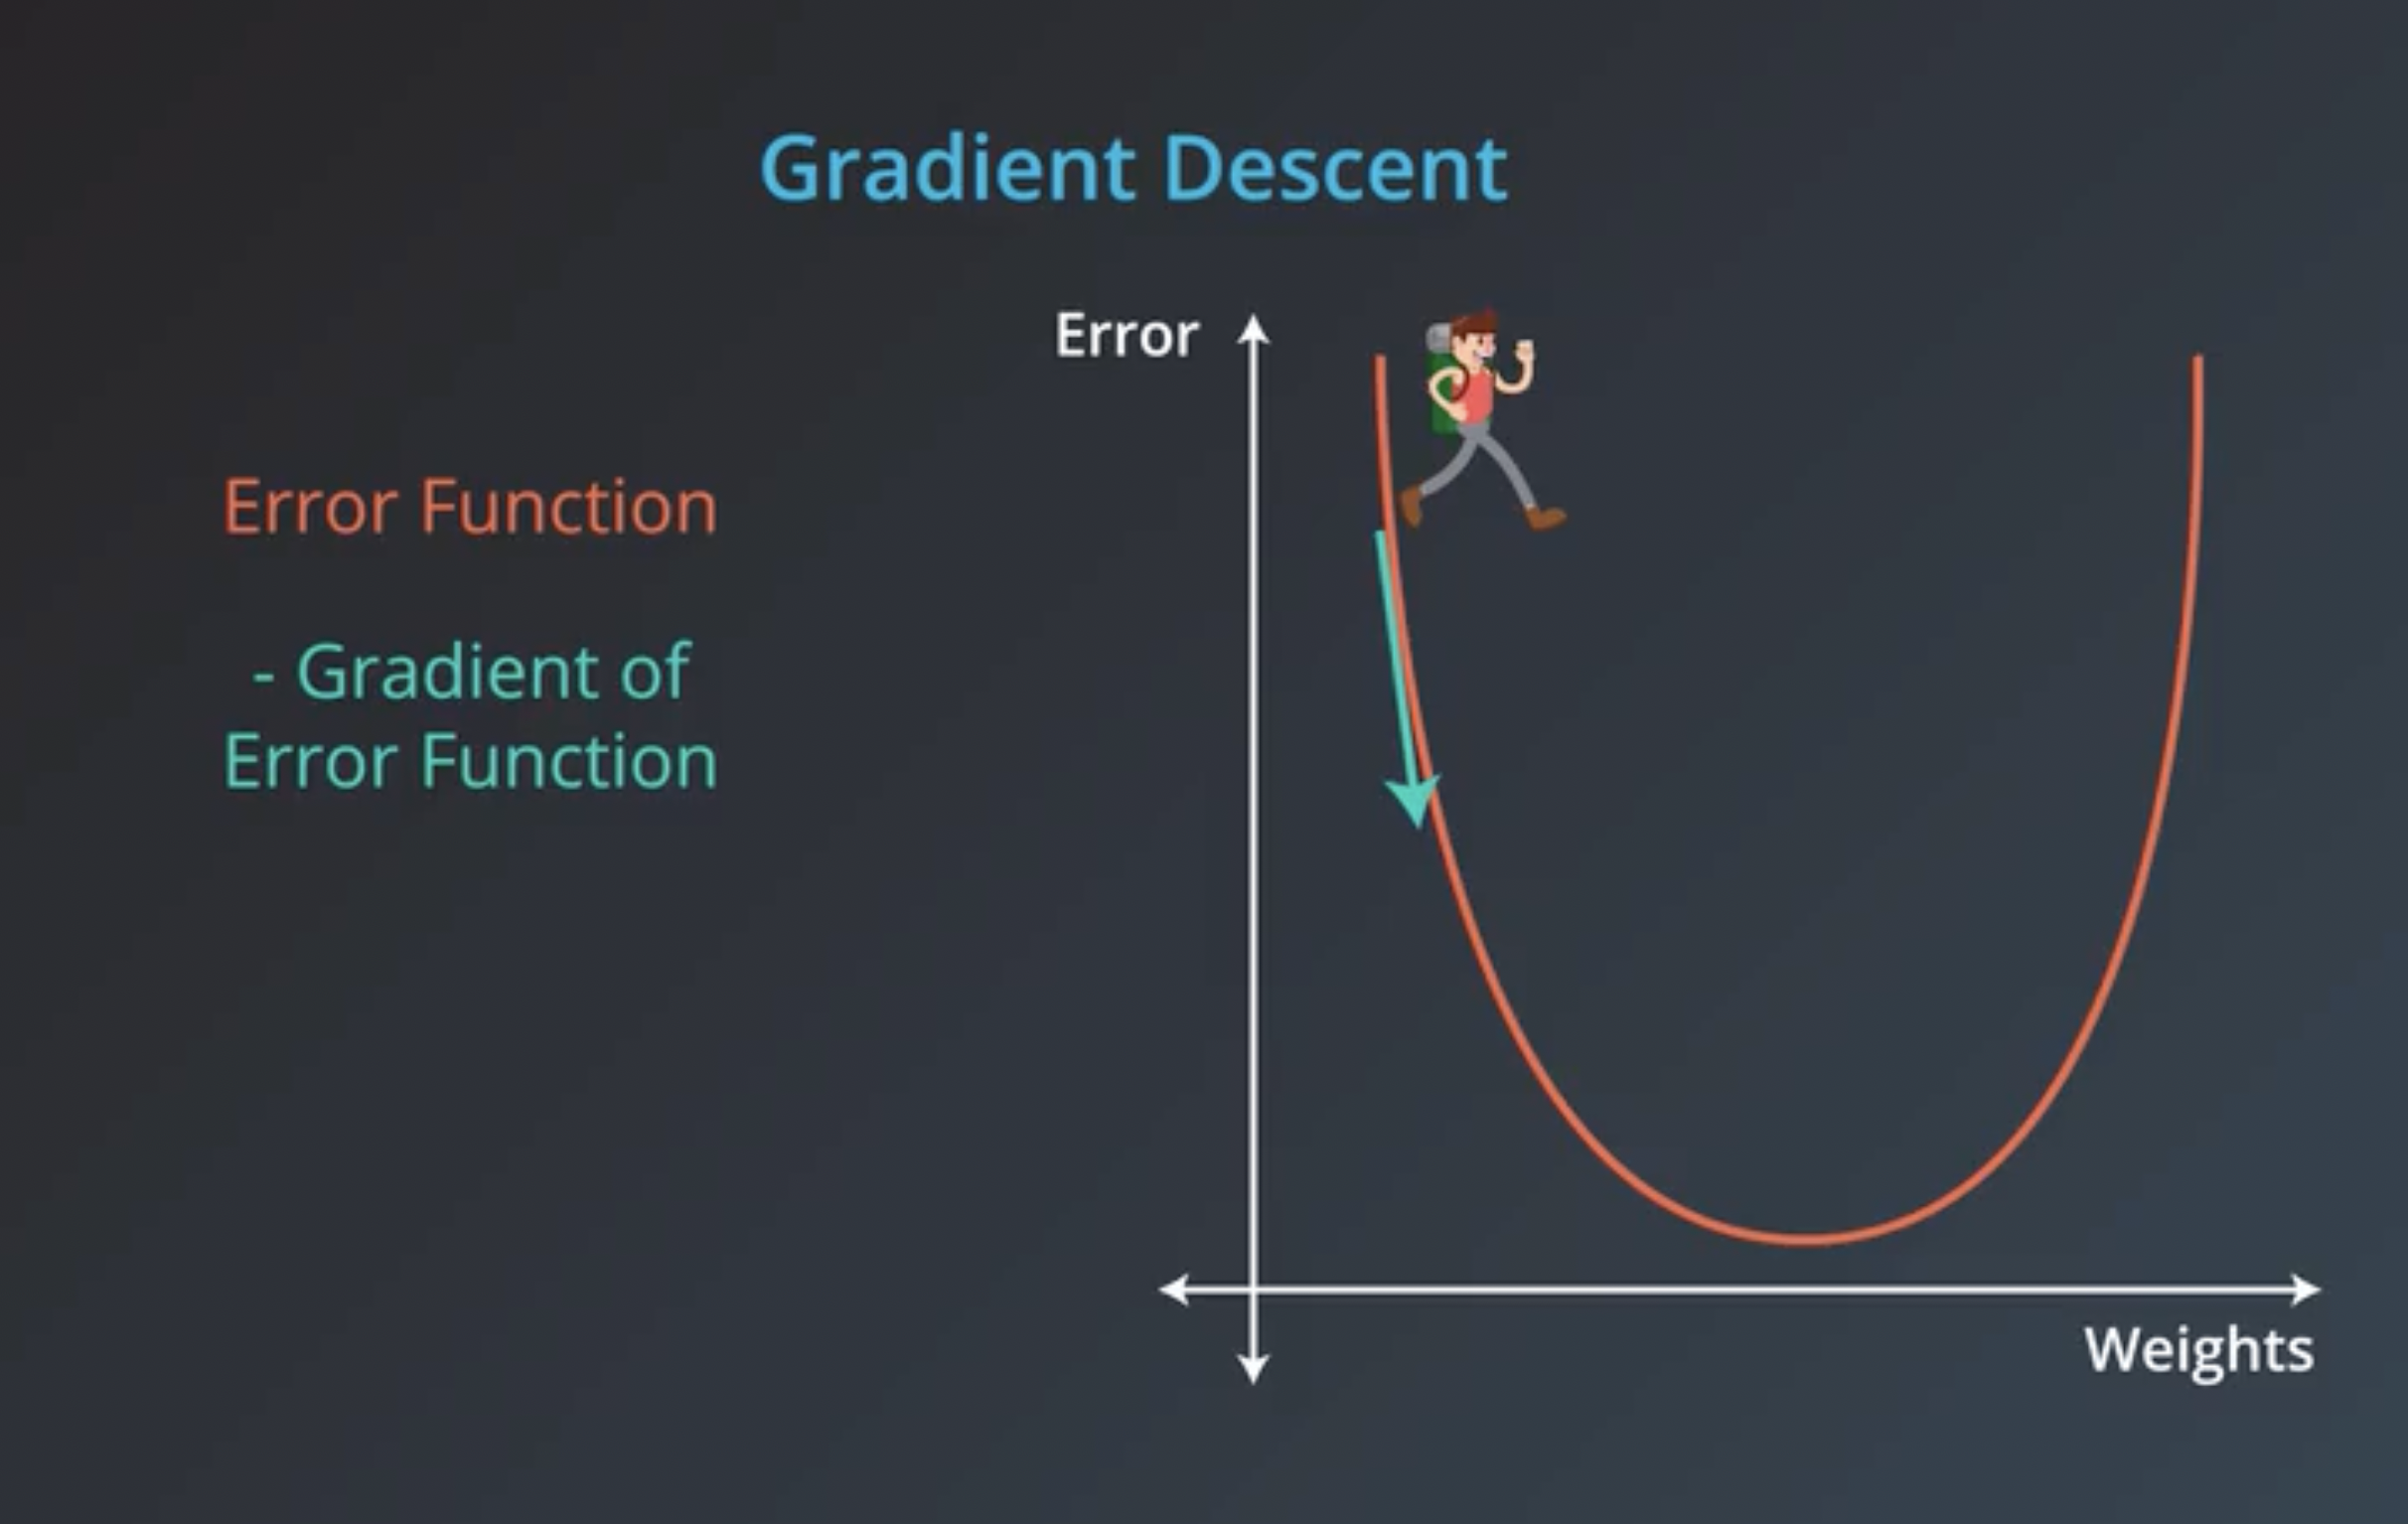 Gradient Descent
Error
Error Function
- Gradient of
Error Function
Weights